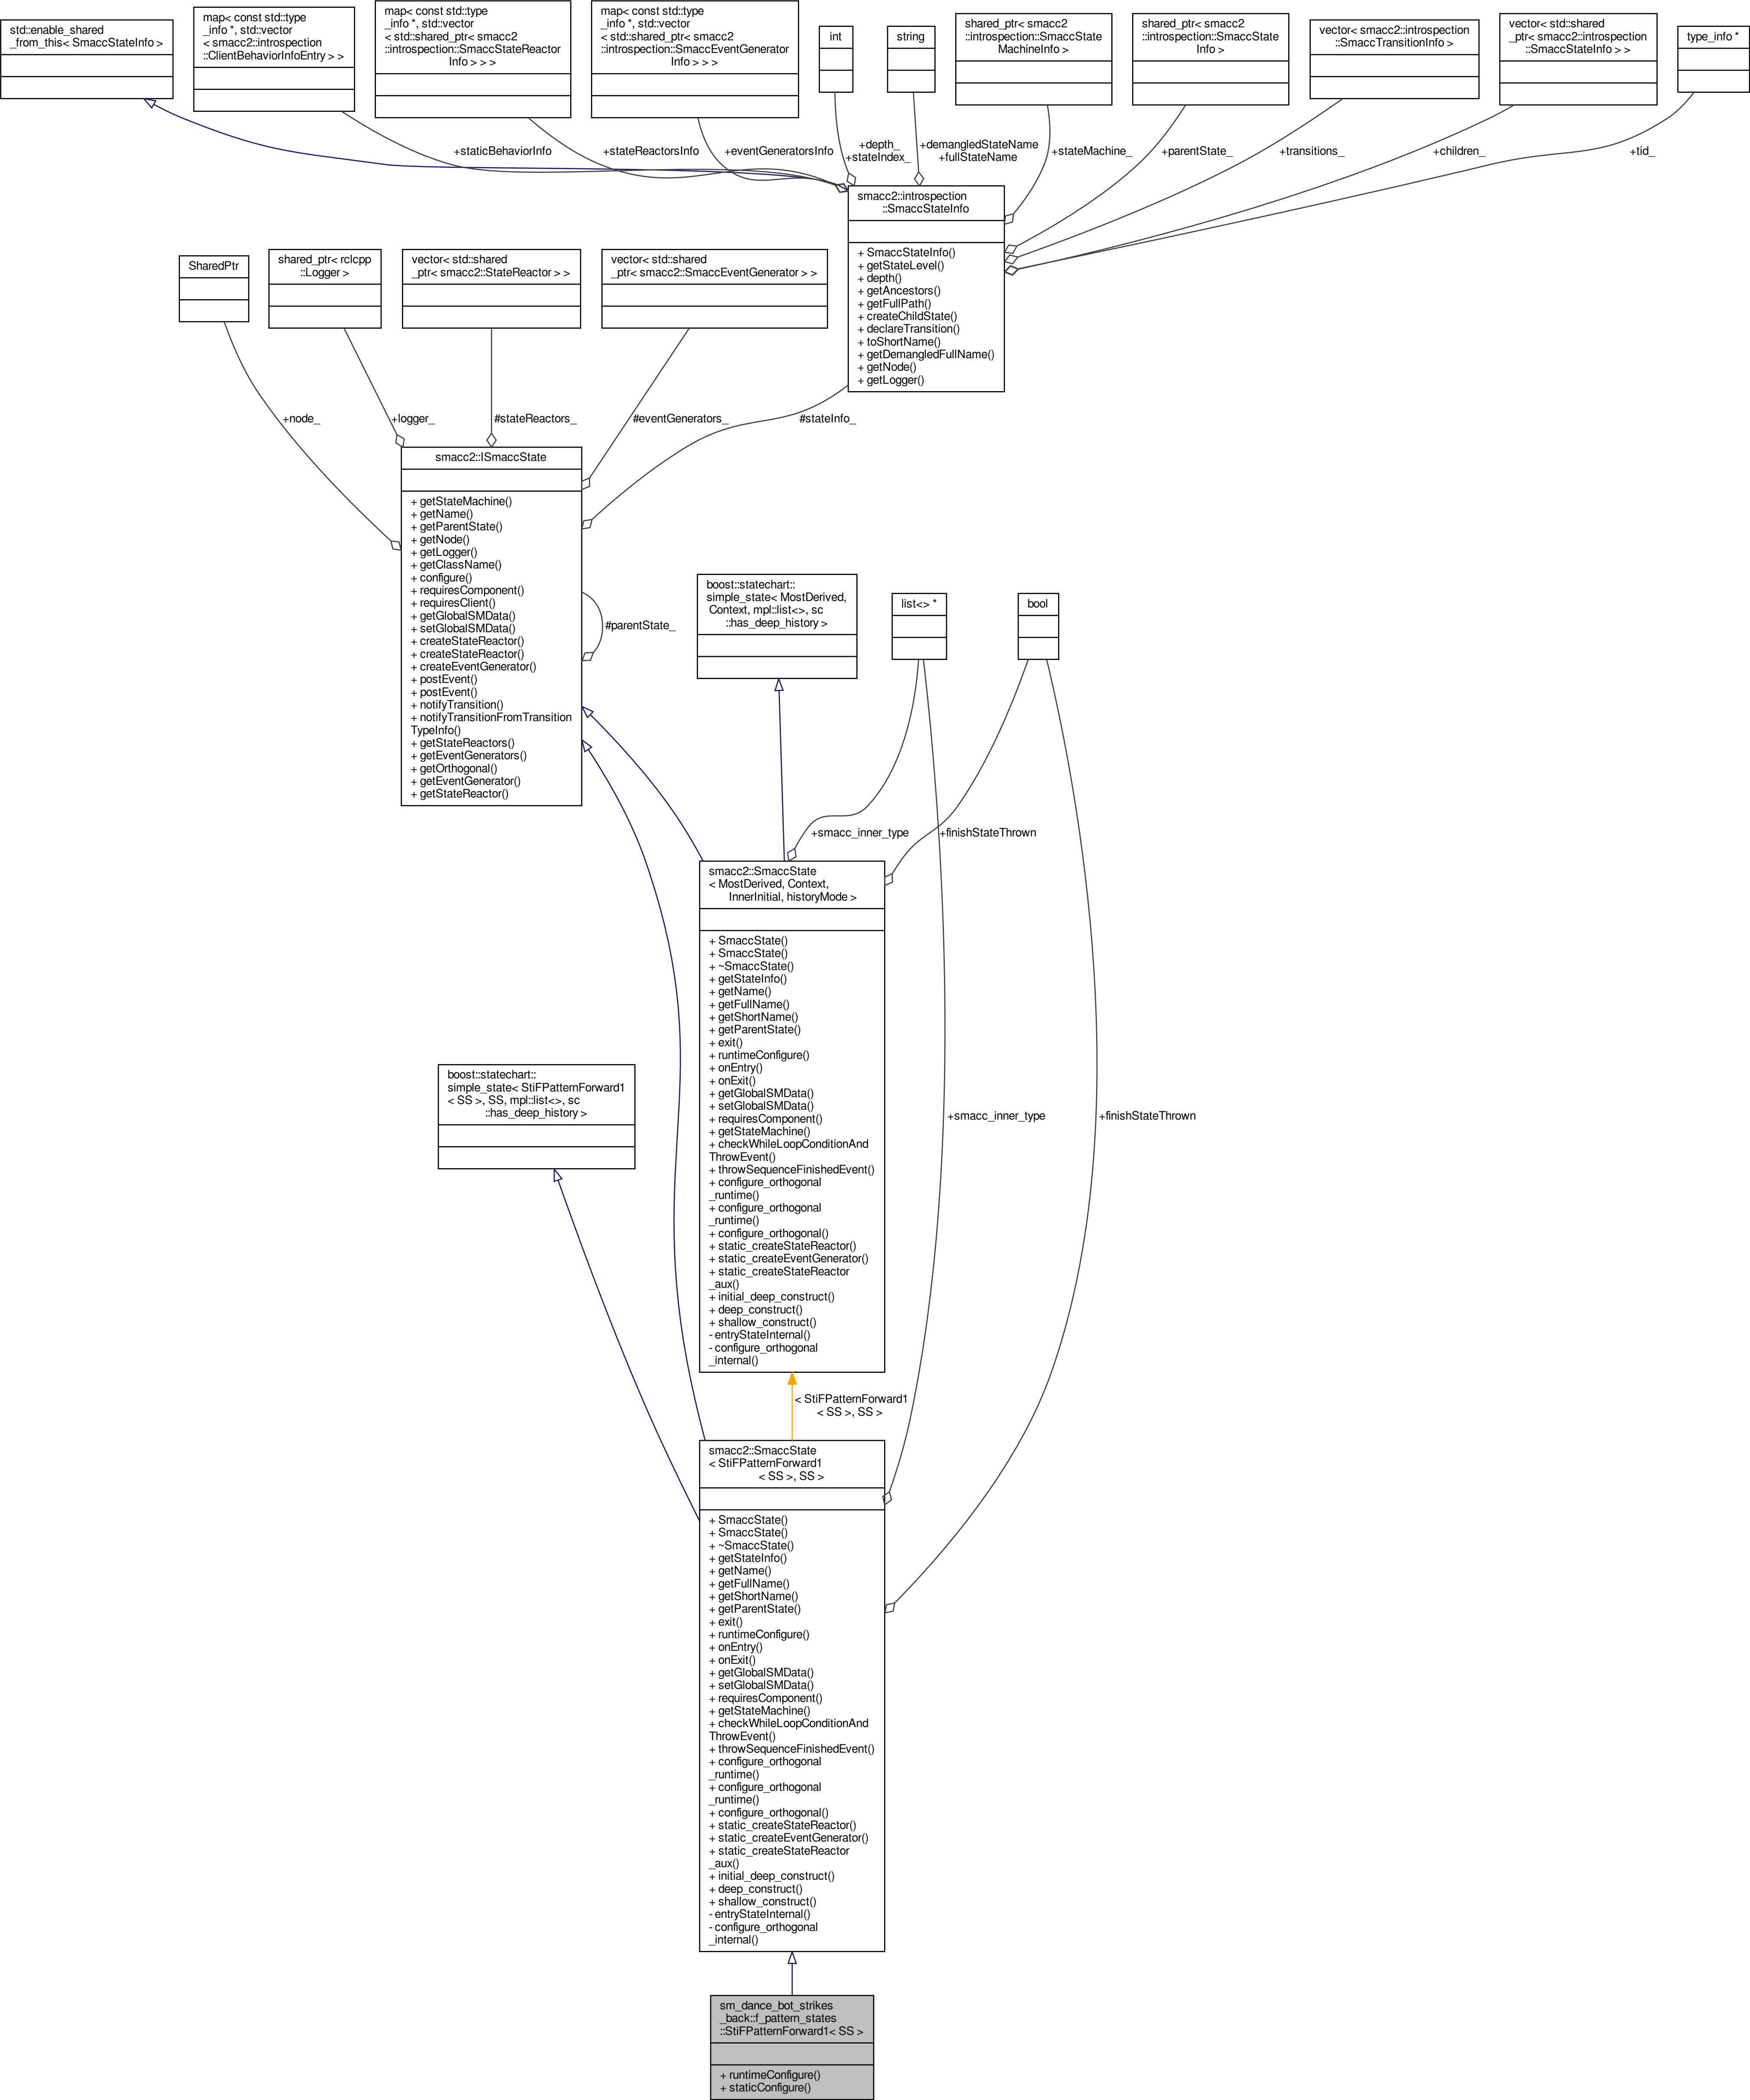 std::enable_shared
_from_this< SmaccStateInfo >
map< const std::type
_info *, std::vector
< smacc2::introspection
::ClientBehaviorInfoEntry > >
map< const std::type
_info *, std::vector
< std::shared_ptr< smacc2
::introspection::SmaccStateReactor
Info > > >
map< const std::type
_info *, std::vector
< std::shared_ptr< smacc2
::introspection::SmaccEventGenerator
Info > > >
int
string
shared_ptr< smacc2
::introspection::SmaccState
MachineInfo >
shared_ptr< smacc2
::introspection::SmaccState
Info >
vector< smacc2::introspection
::SmaccTransitionInfo >
vector< std::shared
_ptr< smacc2::introspection
::SmaccStateInfo > >
type_info *
+staticBehaviorInfo
+stateReactorsInfo
+eventGeneratorsInfo
+depth_
+stateIndex_
+demangledStateName
+fullStateName
+stateMachine_
+parentState_
+transitions_
+children_
+tid_
smacc2::introspection
::SmaccStateInfo
+ SmaccStateInfo()
+ getStateLevel()
+ depth()
+ getAncestors()
+ getFullPath()
+ createChildState()
+ declareTransition()
+ toShortName()
+ getDemangledFullName()
+ getNode()
+ getLogger()
SharedPtr
shared_ptr< rclcpp
::Logger >
vector< std::shared
_ptr< smacc2::StateReactor > >
vector< std::shared
_ptr< smacc2::SmaccEventGenerator > >
+node_
+logger_
#stateReactors_
#eventGenerators_
#stateInfo_
smacc2::ISmaccState
+ getStateMachine()
+ getName()
+ getParentState()
+ getNode()
+ getLogger()
+ getClassName()
+ configure()
+ requiresComponent()
+ requiresClient()
+ getGlobalSMData()
+ setGlobalSMData()
+ createStateReactor()
+ createStateReactor()
+ createEventGenerator()
+ postEvent()
+ postEvent()
+ notifyTransition()
+ notifyTransitionFromTransition
TypeInfo()
+ getStateReactors()
+ getEventGenerators()
+ getOrthogonal()
+ getEventGenerator()
+ getStateReactor()
#parentState_
boost::statechart::
simple_state< MostDerived,
Context, mpl::list<>, sc
::has_deep_history >
list<> *
bool
+smacc_inner_type
+finishStateThrown
smacc2::SmaccState
< MostDerived, Context,
InnerInitial, historyMode >
+ SmaccState()
+ SmaccState()
+ ~SmaccState()
+ getStateInfo()
+ getName()
+ getFullName()
+ getShortName()
+ getParentState()
+ exit()
+ runtimeConfigure()
+ onEntry()
+ onExit()
+ getGlobalSMData()
+ setGlobalSMData()
+ requiresComponent()
+ getStateMachine()
+ checkWhileLoopConditionAnd
ThrowEvent()
+ throwSequenceFinishedEvent()
+ configure_orthogonal
_runtime()
+ configure_orthogonal
_runtime()
+ configure_orthogonal()
+ static_createStateReactor()
+ static_createEventGenerator()
+ static_createStateReactor
_aux()
+ initial_deep_construct()
+ deep_construct()
+ shallow_construct()
- entryStateInternal()
- configure_orthogonal
_internal()
boost::statechart::
simple_state< StiFPatternForward1
< SS >, SS, mpl::list<>, sc
::has_deep_history >
+smacc_inner_type
+finishStateThrown
< StiFPatternForward1
< SS >, SS >
smacc2::SmaccState
< StiFPatternForward1
< SS >, SS >
+ SmaccState()
+ SmaccState()
+ ~SmaccState()
+ getStateInfo()
+ getName()
+ getFullName()
+ getShortName()
+ getParentState()
+ exit()
+ runtimeConfigure()
+ onEntry()
+ onExit()
+ getGlobalSMData()
+ setGlobalSMData()
+ requiresComponent()
+ getStateMachine()
+ checkWhileLoopConditionAnd
ThrowEvent()
+ throwSequenceFinishedEvent()
+ configure_orthogonal
_runtime()
+ configure_orthogonal
_runtime()
+ configure_orthogonal()
+ static_createStateReactor()
+ static_createEventGenerator()
+ static_createStateReactor
_aux()
+ initial_deep_construct()
+ deep_construct()
+ shallow_construct()
- entryStateInternal()
- configure_orthogonal
_internal()
sm_dance_bot_strikes
_back::f_pattern_states
::StiFPatternForward1< SS >
+ runtimeConfigure()
+ staticConfigure()